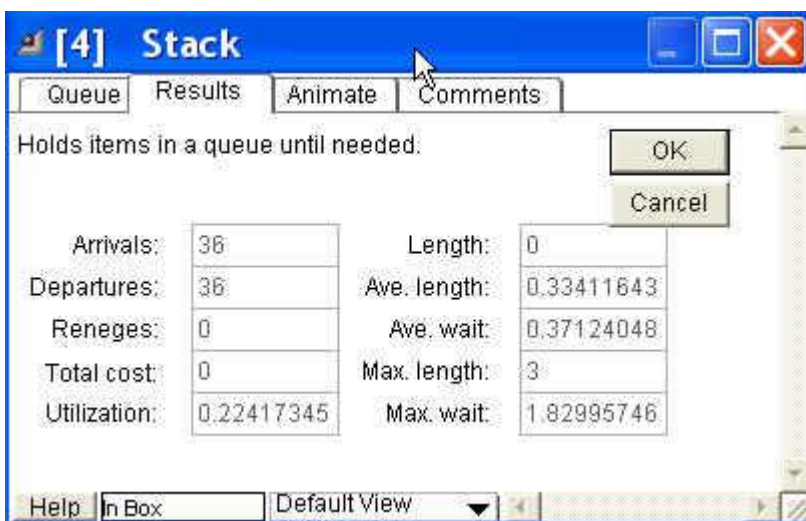 [4] Stack
Queue Results Animate Comments
Holds items in a queue until needed.
OK
Cancel
Arrivals: 36 Length: 0
Departures: 36 Ave. length: 0.33411643
Reneges: 0 Ave. wait: 0.37124048
Total cost: 0 Max. length: 3
Utilization: 0.22417345 Max. wait: 1.82995746
Help In Box Default View